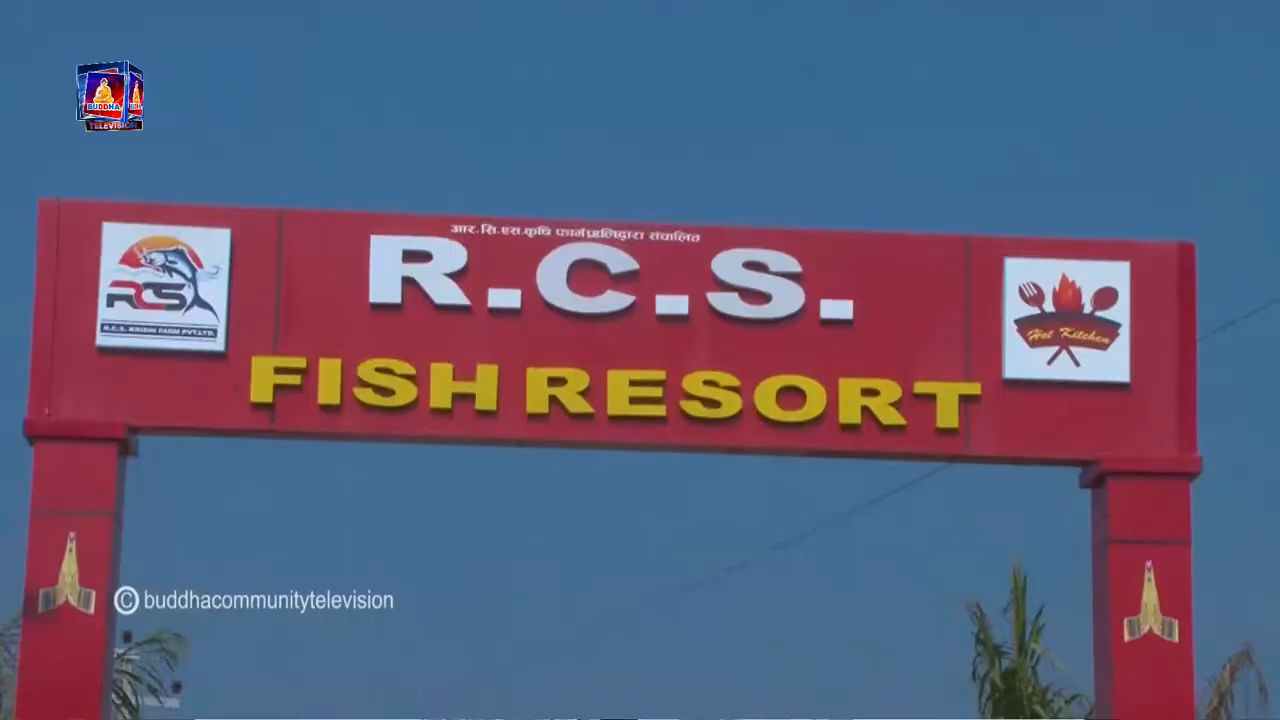 BUDDHA
TELEVISION
आर.सि.एस.कृषि फार्म प्रा.लि.द्वारा संचालित
R.C.S.
FISH RESORT
RCS
R.C.S. KRISHI FARM PVT.LTD.
Hot Kitchen
© buddhacommunitytelevision